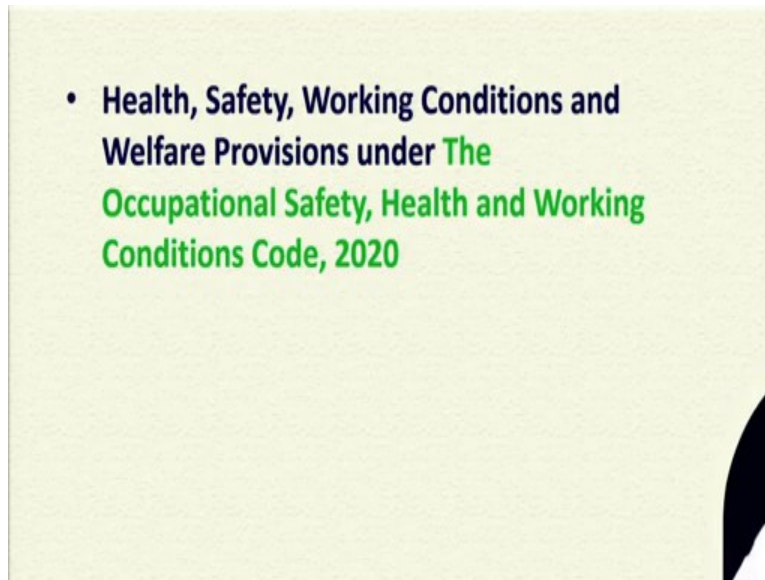 • Health, Safety, Working Conditions and
Welfare Provisions under The
Occupational Safety, Health and Working
Conditions Code, 2020